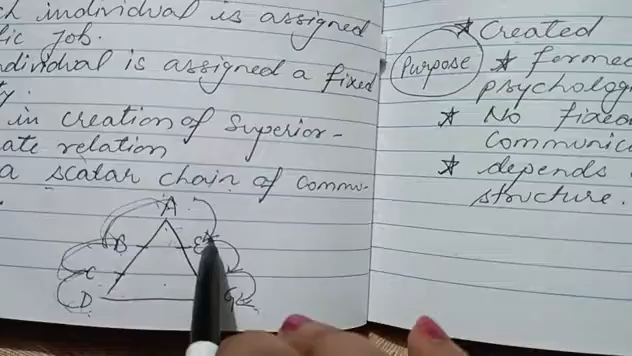 individual is assigned
job.
individual is assigned a fixed
in creation of Superior-
relation
a scalar chain of commu-
A
B
E
C
D
G
Purpose
* Created
* formed
psycholog
* No fixed
Communic
* depends
structure.